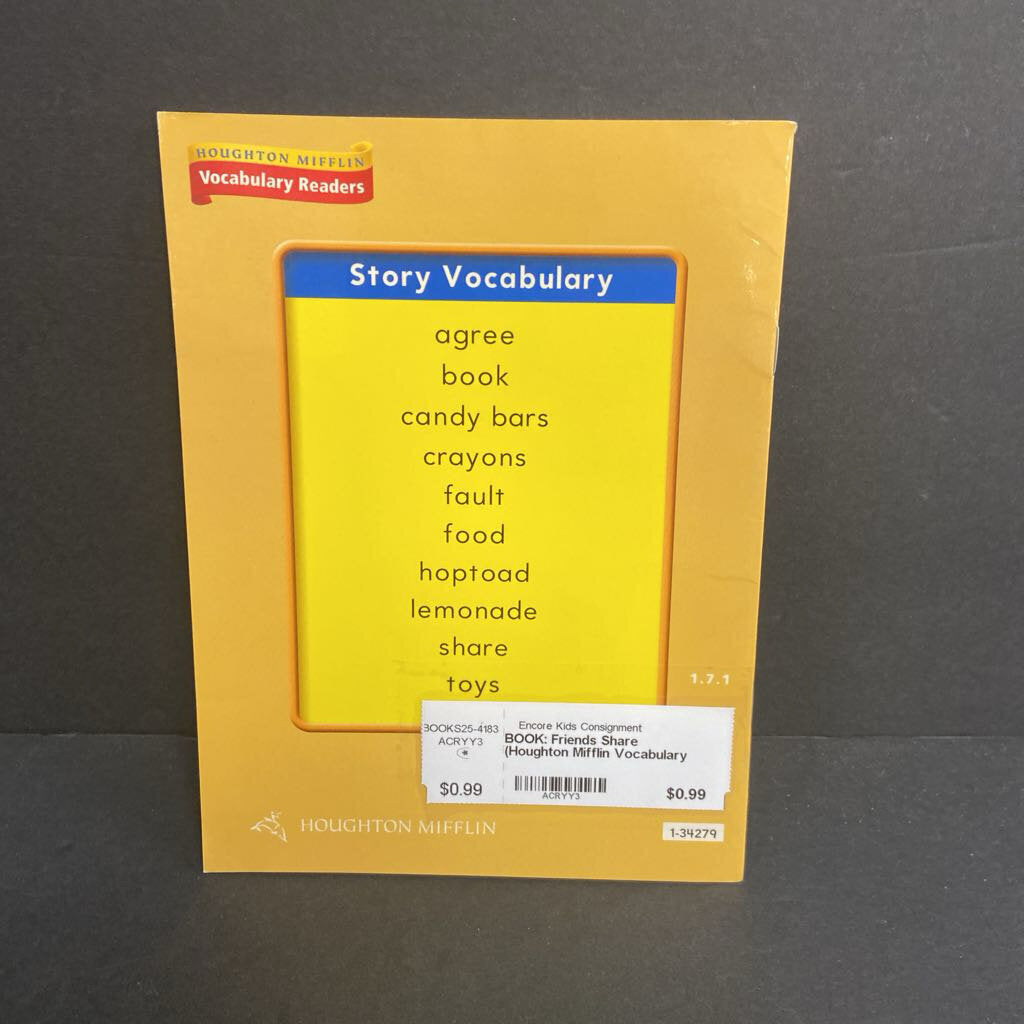 HOUGHTON MIFFLIN
Vocabulary Readers
Story Vocabulary
agree
book
candy bars
crayons
fault
food
hoptoad
lemonade
share
toys
1.7.1
BOOKS25-4183
ACRYY3
$0.99
Encore Kids Consignment
BOOK: Friends Share
(Houghton Mifflin Vocabulary
ACRYY3
$0.99
HOUGHTON MIFFLIN
1-34279